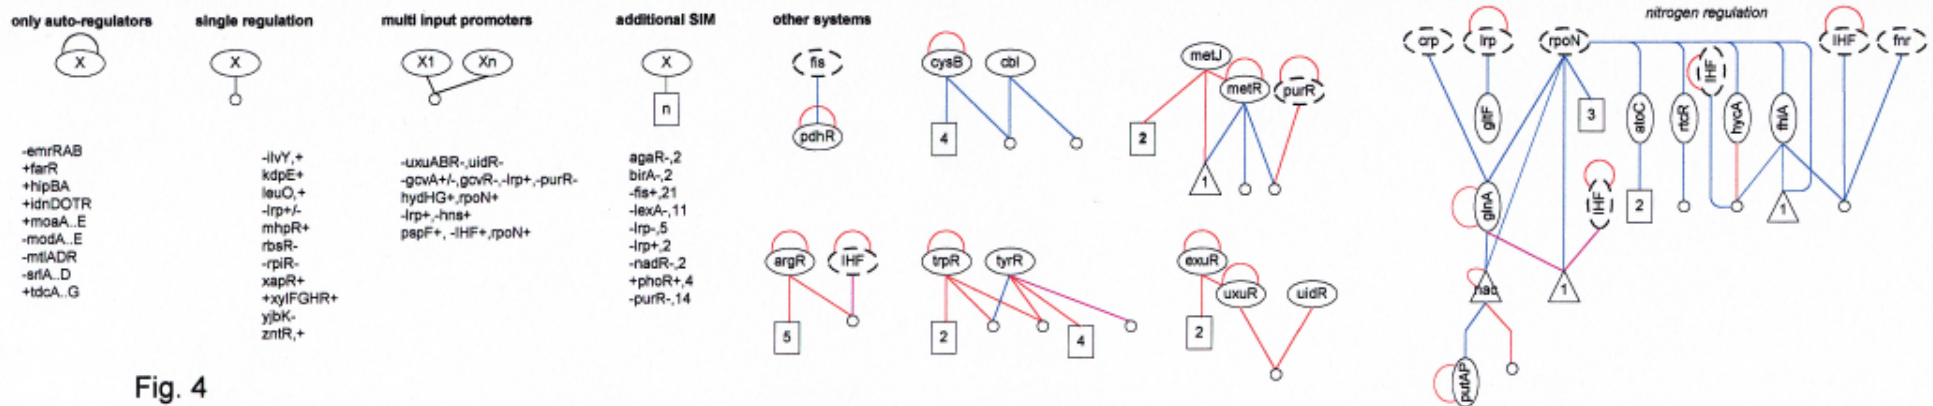 only auto-regulators
X
-emrRAB
+farR
+hipBA
+idnDOTR
+moaA..E
-modA..E
-mtlADR
-srlA..D
+tdcA..G
single regulation
X
-ilvY,+
kdpE+
leuO,+
-lrp+/-
mhpR+
rbsR-
-rpiR-
xapR+
+xylFGHR+
yjbK-
zntR,+
multi input promoters
X1 Xn
-uxuABR-,uidR-
-gcvA+/-,gcvR-,-lrp+,-purR-
hydHG+,rpoN+
-lrp+,-hns+
pspF+, -IHF+,rpoN+
additional SIM
X
n
agaR-,2
birA-,2
-fis+,21
-lexA-,11
-lrp-,5
-lrp+,2
-nadR-,2
+phoR+,4
-purR-,14
other systems
fis
pdhR
cysB cbl
4
metJ
metR
purR
2
1
argR IHF
5
trpR tyrR
2
4
exuR
uxuR
uidR
2
nitrogen regulation
crp lrp rpoN IHF fnr
IHF
gltF
3
atoC
rtcR
hycA
fhlA
glnA
IHF
2
1
nac
1
putAP
Fig. 4